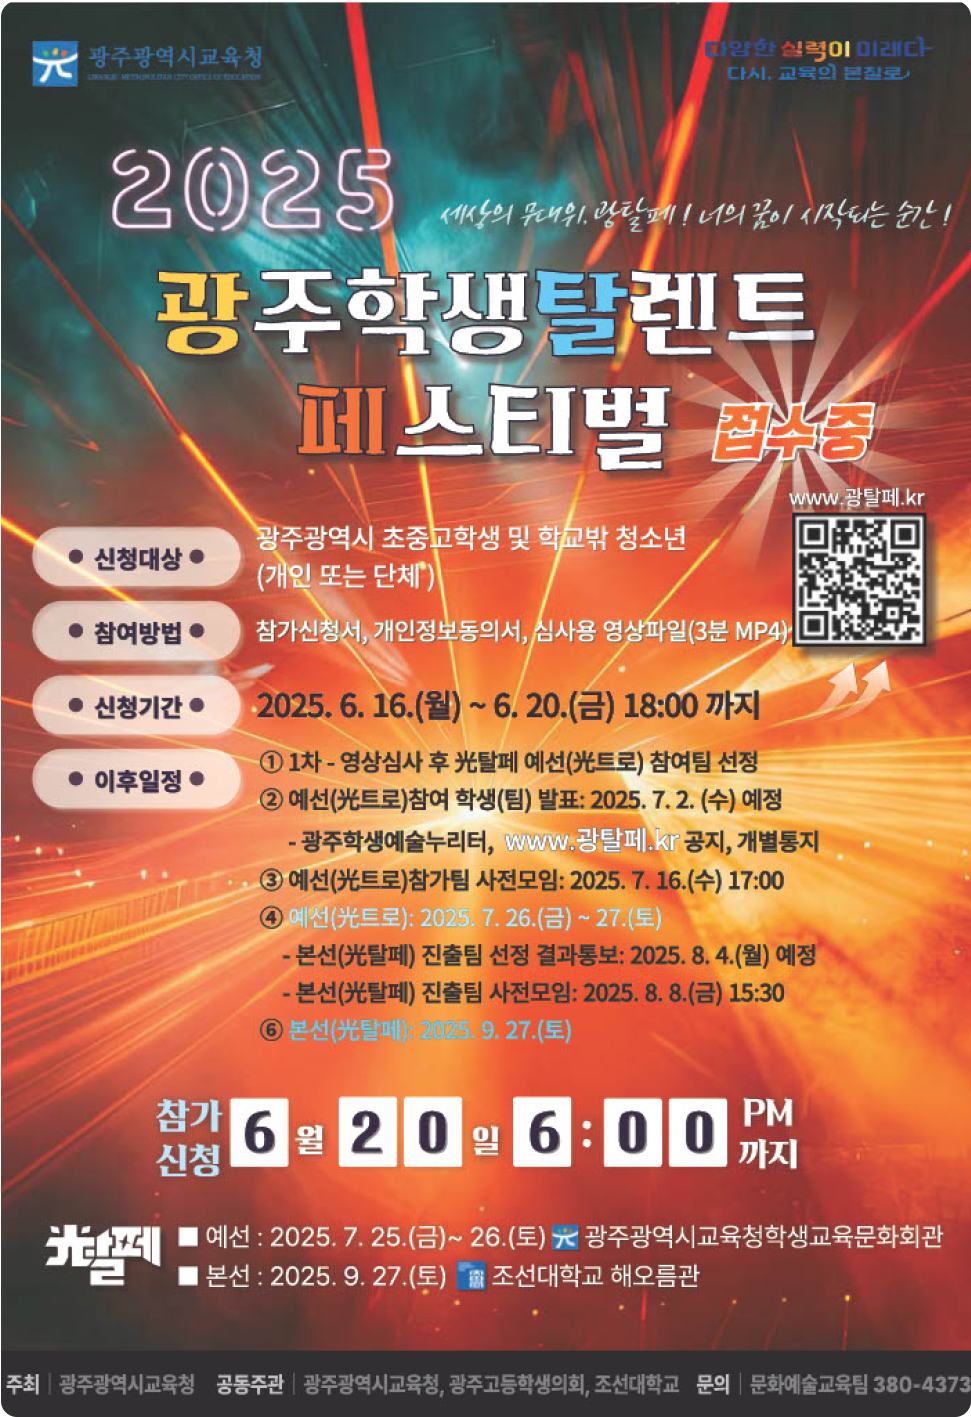 광주광역시교육청
GWANGJU METROPOLITAN CITY OFFICE OF EDUCATION
다양한 실력이 미래다
다시, 교육의 본질로
2025
세상의 무대위, 광탈페! 너의 꿈이 시작되는 순간!
광주학생탈렌트
페스티벌
접수중
www.광탈페.kr
• 신청대상 •
광주광역시 초중고학생 및 학교밖 청소년
(개인 또는 단체 )
• 참여방법 •
참가신청서, 개인정보동의서, 심사용 영상파일(3분 MP4)
• 신청기간 •
2025. 6. 16.(월) ~ 6. 20.(금) 18:00 까지
• 이후일정 •
① 1차 - 영상심사 후 光탈페 예선(光트로) 참여팀 선정
② 예선(光트로)참여 학생(팀) 발표: 2025. 7. 2. (수) 예정
- 광주학생예술누리터, www.광탈페.kr 공지, 개별통지
③ 예선(光트로)참가팀 사전모임: 2025. 7. 16.(수) 17:00
④ 예선(光트로): 2025. 7. 26.(금) ~ 27.(토)
- 본선(光탈페) 진출팀 선정 결과통보: 2025. 8. 4.(월) 예정
- 본선(光탈페) 진출팀 사전모임: 2025. 8. 8.(금) 15:30
⑥ 본선(光탈페): 2025. 9. 27.(토)
참가
신청
6월 20일 6:00
PM
까지
光탈페
■ 예선 : 2025. 7. 25.(금)~ 26.(토) 광주광역시교육청학생교육문화회관
■ 본선 : 2025. 9. 27.(토) 조선대학교 해오름관
주최 | 광주광역시교육청 공동주관 | 광주광역시교육청, 광주고등학생의회, 조선대학교 문의 | 문화예술교육팀 380-4373